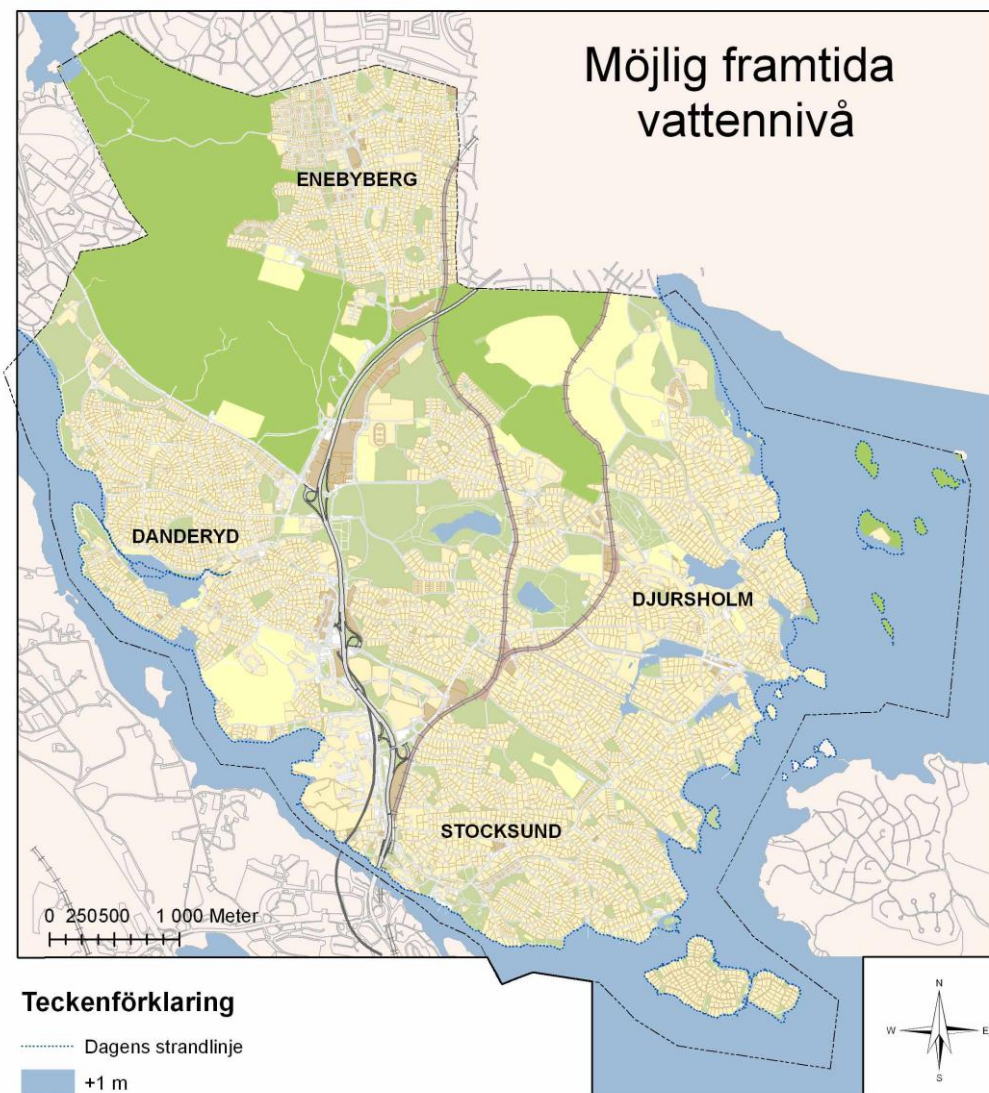 Möjlig framtida
vattennivå
ENEBYBERG
DANDERYD
DJURSHOLM
STOCKSUND
0 250500 1 000 Meter
Teckenförklaring
Dagens strandlinje
+1 m
N
W E
S